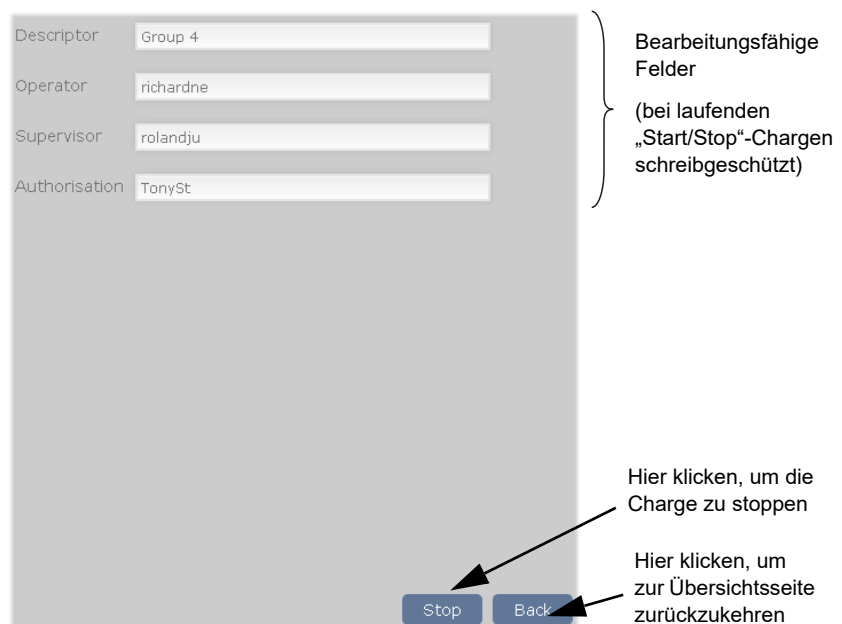 Descriptor Group 4
Operator richardne
Supervisor rolandju
Authorisation TonySt
Bearbeitungsfähige
Felder
(bei laufenden
„Start/Stop“-Chargen
schreibgeschützt)
Hier klicken, um die
Charge zu stoppen
Hier klicken, um
zur Übersichtsseite
zurückzukehren
Stop Back